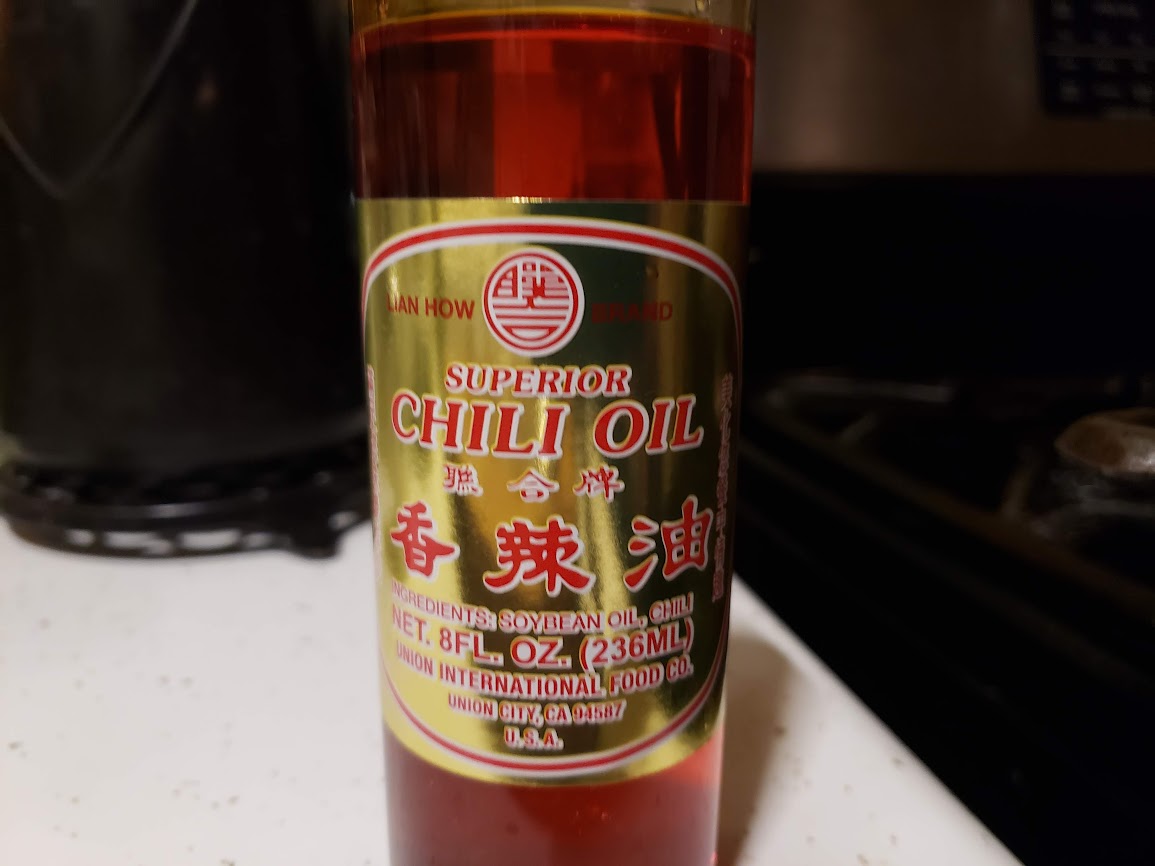 LIAN HOW BRAND
SUPERIOR
CHILI OIL
聯合牌
香辣油
INGREDIENTS: SOYBEAN OIL, CHILI
NET. 8FL. OZ. (236ML)
UNION INTERNATIONAL FOOD CO.
UNION CITY, CA 94587
U.S.A.